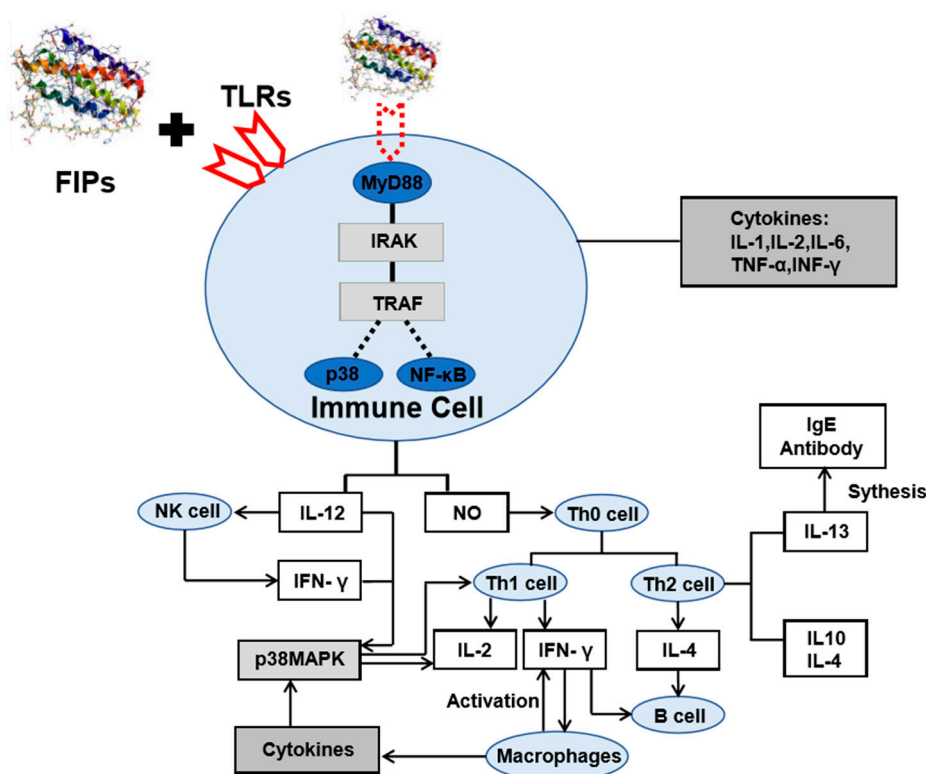 FIPs
TLRs
MyD88
IRAK
TRAF
p38
NF-κB
Immune Cell
Cytokines:
IL-1,IL-2,IL-6,
TNF-α,INF-γ
IgE
Antibody
Sythesis
NK cell
IL-12
NO
Th0 cell
IL-13
IFN- γ
Th1 cell
Th2 cell
p38MAPK
IL-2
IFN- γ
IL-4
IL10
IL-4
Activation
B cell
Cytokines
Macrophages